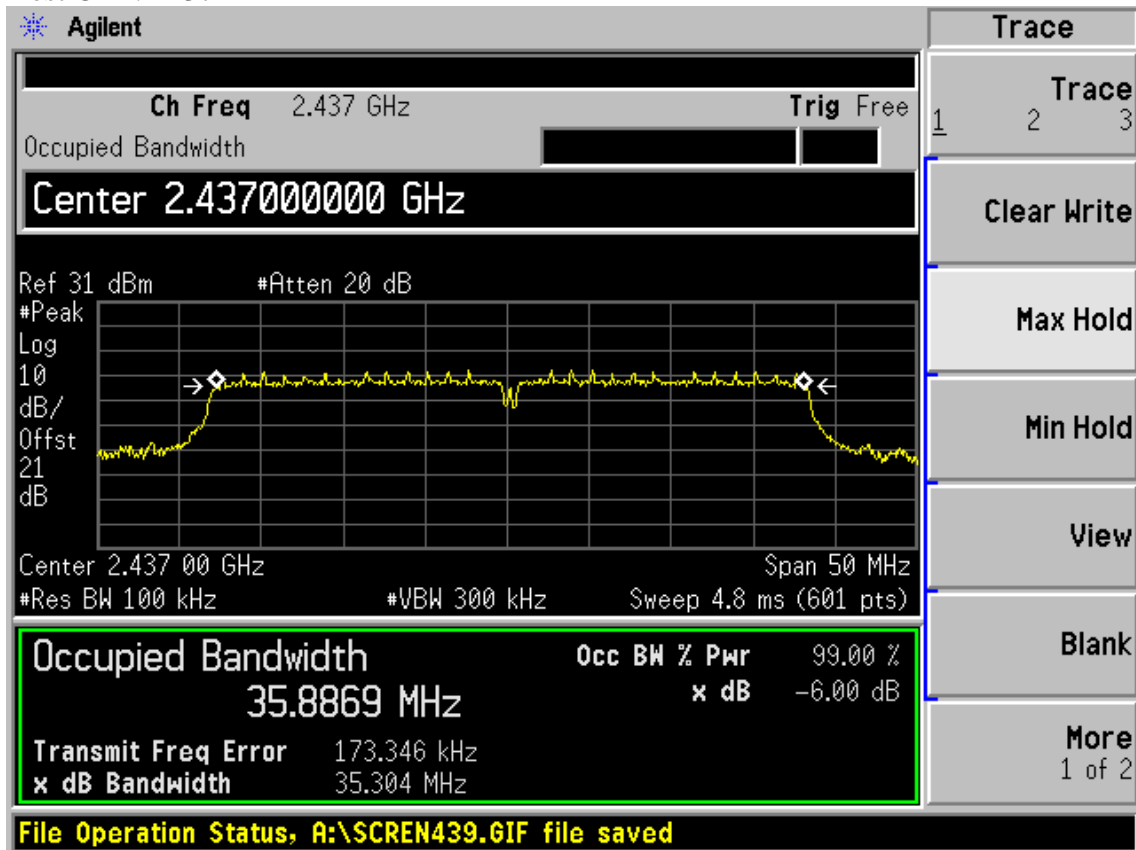 Agilent
Trace
Ch Freq 2.437 GHz Trig Free
Occupied Bandwidth
Center 2.437000000 GHz
Ref 31 dBm #Atten 20 dB
#Peak
Log
10
dB/
Offst
21
dB
Center 2.437 00 GHz Span 50 MHz
#Res BW 100 kHz #VBW 300 kHz Sweep 4.8 ms (601 pts)
Occupied Bandwidth Occ BW % Pwr 99.00 %
35.8869 MHz x dB -6.00 dB
Transmit Freq Error 173.346 kHz
x dB Bandwidth 35.304 MHz
File Operation Status, A:\SCREN439.GIF file saved
Trace
1 2 3
Clear Write
Max Hold
Min Hold
View
Blank
More
1 of 2